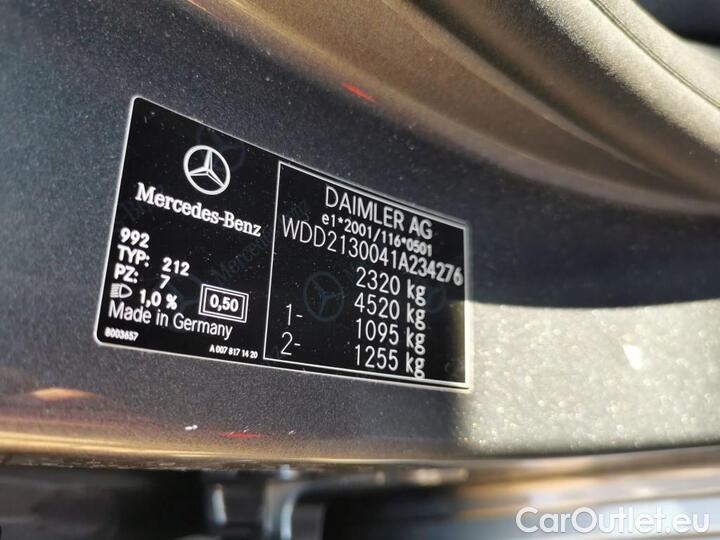 Mercedes-Benz
992
TYP: 212
PZ: 7
1,0 % 0,50
Made in Germany
8003657
A 007 817 14 20
DAIMLER AG
e1*2001/116*0501
WDD2130041A234276
2320 kg
4520 kg
1- 1095 kg
2- 1255 kg
CarOutlet.eu